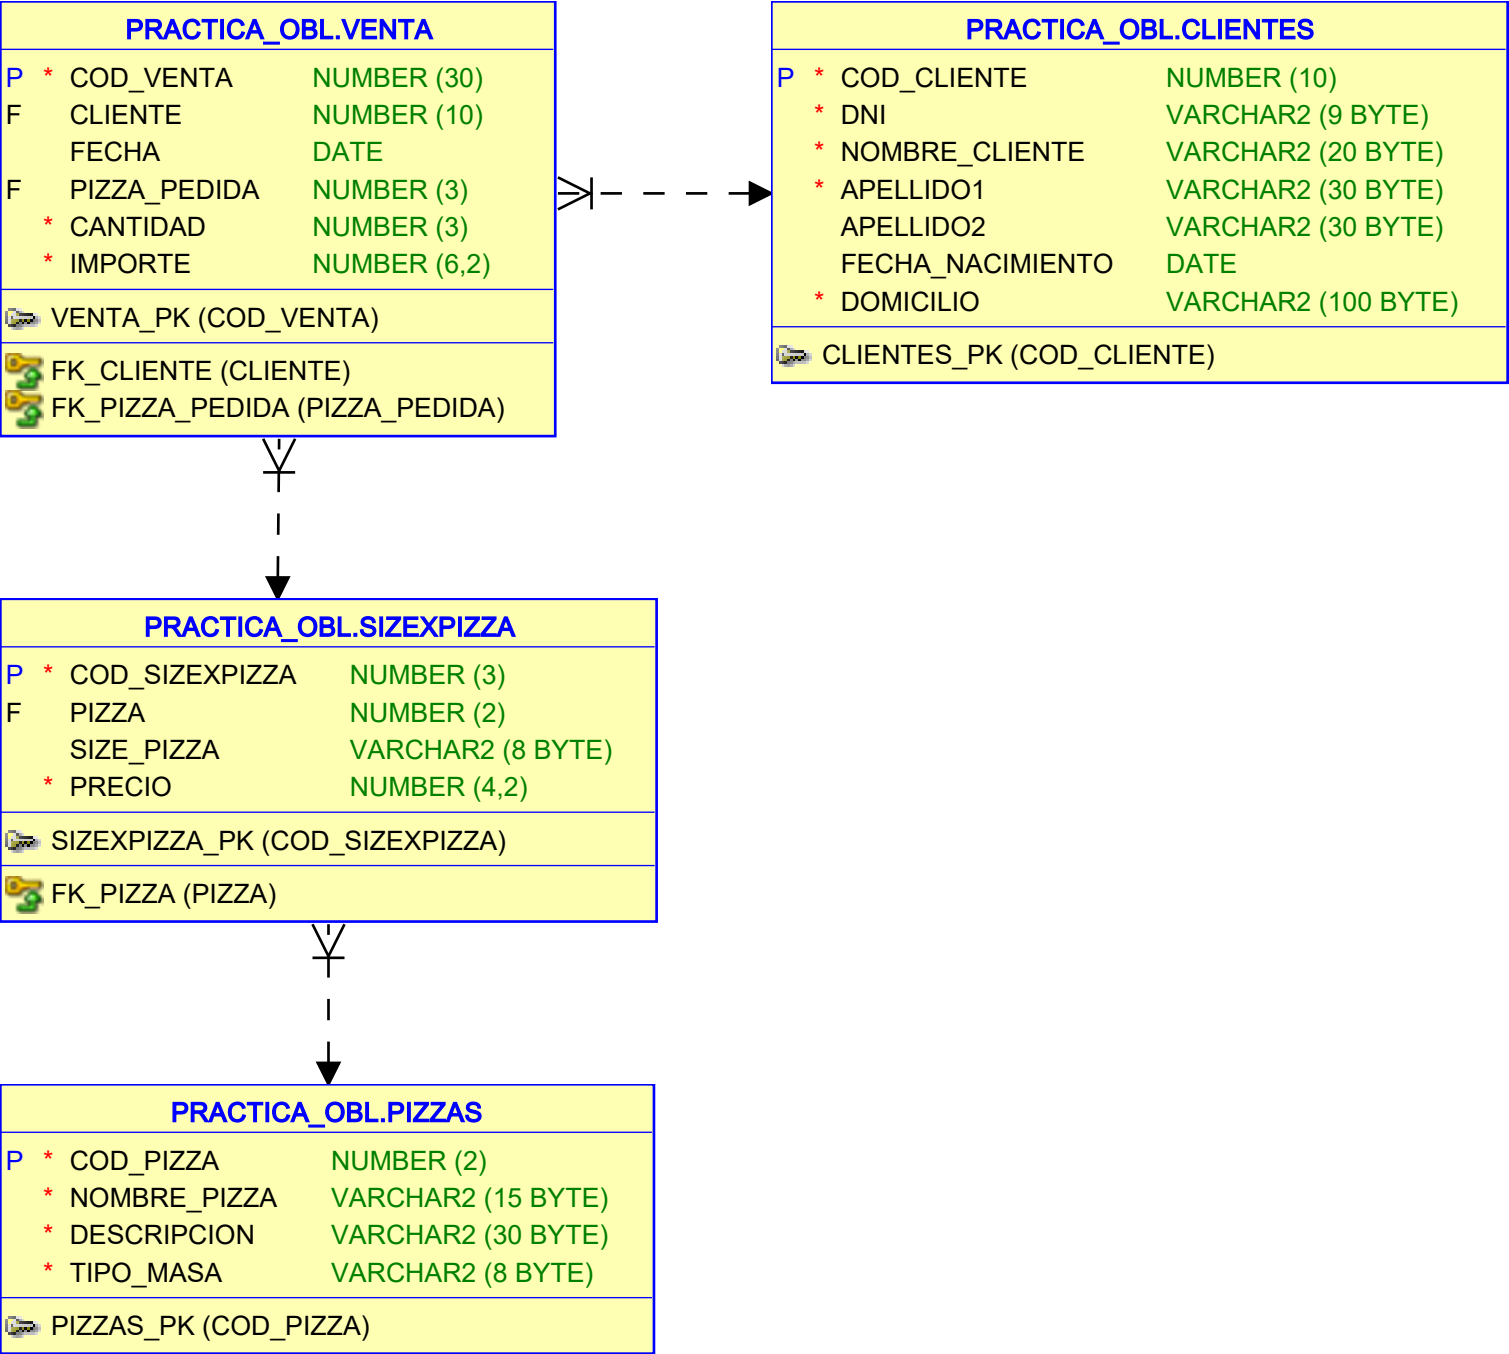 PRACTICA_OBL.VENTA
P * COD_VENTA NUMBER (30)
F CLIENTE NUMBER (10)
FECHA DATE
F PIZZA_PEDIDA NUMBER (3)
* CANTIDAD NUMBER (3)
* IMPORTE NUMBER (6,2)
VENTA_PK (COD_VENTA)
FK_CLIENTE (CLIENTE)
FK_PIZZA_PEDIDA (PIZZA_PEDIDA)
PRACTICA_OBL.CLIENTES
P * COD_CLIENTE NUMBER (10)
* DNI VARCHAR2 (9 BYTE)
* NOMBRE_CLIENTE VARCHAR2 (20 BYTE)
* APELLIDO1 VARCHAR2 (30 BYTE)
APELLIDO2 VARCHAR2 (30 BYTE)
FECHA_NACIMIENTO DATE
* DOMICILIO VARCHAR2 (100 BYTE)
CLIENTES_PK (COD_CLIENTE)
PRACTICA_OBL.SIZEXPIZZA
P * COD_SIZEXPIZZA NUMBER (3)
F PIZZA NUMBER (2)
SIZE_PIZZA VARCHAR2 (8 BYTE)
* PRECIO NUMBER (4,2)
SIZEXPIZZA_PK (COD_SIZEXPIZZA)
FK_PIZZA (PIZZA)
PRACTICA_OBL.PIZZAS
P * COD_PIZZA NUMBER (2)
* NOMBRE_PIZZA VARCHAR2 (15 BYTE)
* DESCRIPCION VARCHAR2 (30 BYTE)
* TIPO_MASA VARCHAR2 (8 BYTE)
PIZZAS_PK (COD_PIZZA)